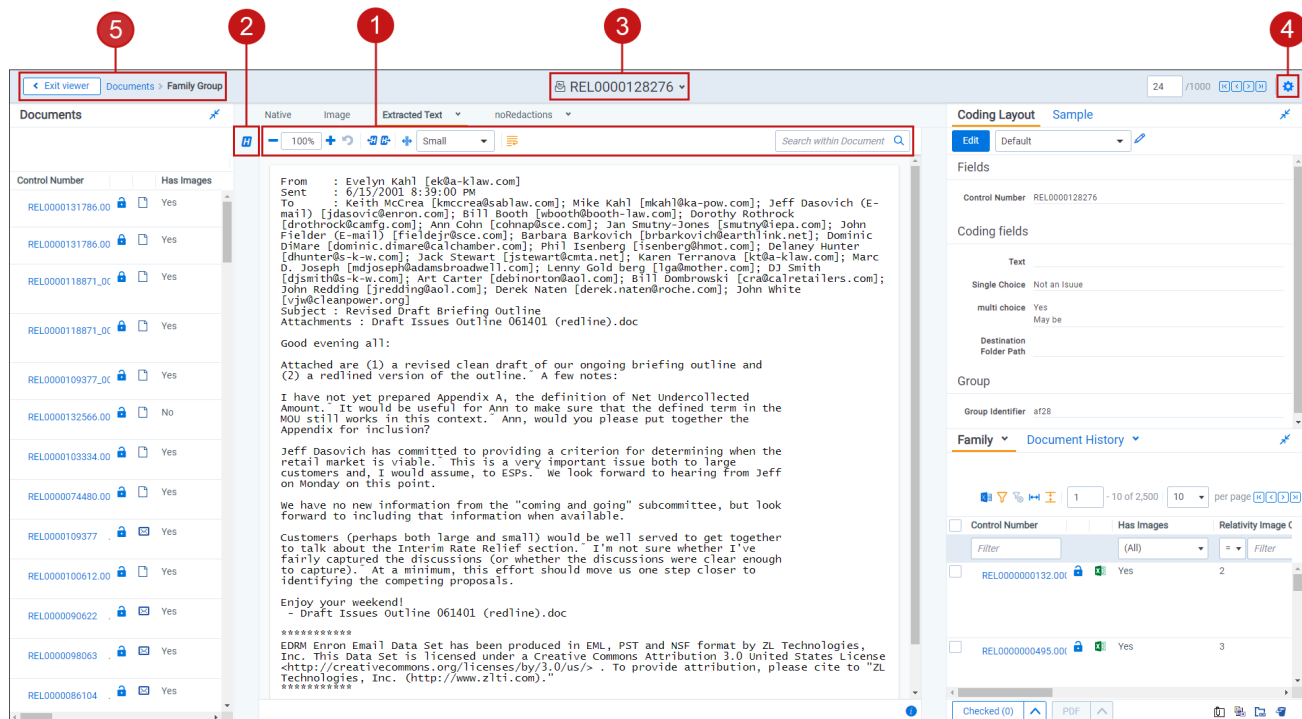 5
2
1
3
4
Exit viewer
Documents > Family Group
REL0000128276
24
/1000
Documents
Control Number
Has Images
REL0000131786.00
Yes
REL0000131786.00
Yes
REL0000118871_00
Yes
REL0000118871_00
Yes
REL0000109377_00
Yes
REL0000132566.00
No
REL0000103334.00
Yes
REL0000074480.00
Yes
REL0000109377
Yes
REL0000100612.00
Yes
REL0000090622 .
Yes
REL0000098063 .
Yes
REL0000086104 .
Yes
Native
Image
Extracted Text
noRedactions
H
100%
Small
Search within Document
From : Evelyn Kahl [ek@a-klaw.com]
Sent : 6/15/2001 8:39:00 PM
To : Keith McCrea [kmccrea@sablaw.com]; Mike Kahl [mkahl@ka-pow.com]; Jeff Dasovich (E-
mail) [jdasovic@enron.com]; Bill Booth [wbooth@booth-law.com]; Dorothy Rothrock
[drothrock@camfg.com]; Ann Cohn [cohnap@sce.com]; Jan Smutny-Jones [smutny@iepa.com]; John
Fielder (E-mail) [fieldejr@sce.com]; Barbara Barkovich [brbarkovich@earthlink.net]; Dominic
DiMare [dominic.dimare@calchamber.com]; Phil Isenberg [isenberg@hmot.com]; Delaney Hunter
[dhunter@s-k-w.com]; Jack Stewart [jstewart@cmta.net]; Karen Terranova [kt@a-klaw.com]; Marc
D. Joseph [mdjoseph@adamsbroadwell.com]; Lenny Gold berg [lga@mother.com]; DJ Smith
[djsmith@s-k-w.com]; Art Carter [debinorton@aol.com]; Bill Dombrowski [cra@calretailers.com];
John Redding [jredding@aol.com]; Derek Naten [derek.naten@roche.com]; John White
[vjw@cleanpower.org]
Subject : Revised Draft Briefing Outline
Attachments : Draft Issues Outline 061401 (redline).doc
Good evening all:
Attached are (1) a revised clean draft of our ongoing briefing outline and
(2) a redlined version of the outline.¨ A few notes:
I have not yet prepared Appendix A, the definition of Net Undercollected
Amount.¨ It would be useful for Ann to make sure that the defined term in the
MOU still works in this context.¨ Ann, would you please put together the
Appendix for inclusion?
Jeff Dasovich has committed to providing a criterion for determining when the
retail market is viable.¨ This is a very important issue both to large
customers and, I would assume, to ESPs.¨ We look forward to hearing from Jeff
on Monday on this point.
We have no new information from the "coming and going" subcommittee, but look
forward to including that information when available.
Customers (perhaps both large and small) would be well served to get together
to talk about the Interim Rate Relief section.¨ I'm not sure whether I've
fairly captured the discussions (or whether the discussions were clear enough
to capture).¨ At a minimum, this effort should move us one step closer to
identifying the competing proposals.
Enjoy your weekend!
- Draft Issues Outline 061401 (redline).doc
***********
EDRM Enron Email Data Set has been produced in EML, PST and NSF format by ZL Technologies,
Inc. This Data Set is licensed under a Creative Commons Attribution 3.0 United States License
<http://creativecommons.org/licenses/by/3.0/us/> . To provide attribution, please cite to "ZL
Technologies, Inc. (http://www.zlti.com)."
***********
Coding Layout
Sample
Edit
Default
Fields
Control Number REL0000128276
Coding fields
Text
Single Choice Not an Isuue
multi choice Yes
May be
Destination
Folder Path
Group
Group Identifier af28
Family
Document History
1
- 10 of 2,500
10
per page
Control Number
Has Images
Relativity Image C
Filter
(All)
=
Filter
REL0000000132.000
Yes
2
REL0000000495.000
Yes
3
Checked (0)
PDF